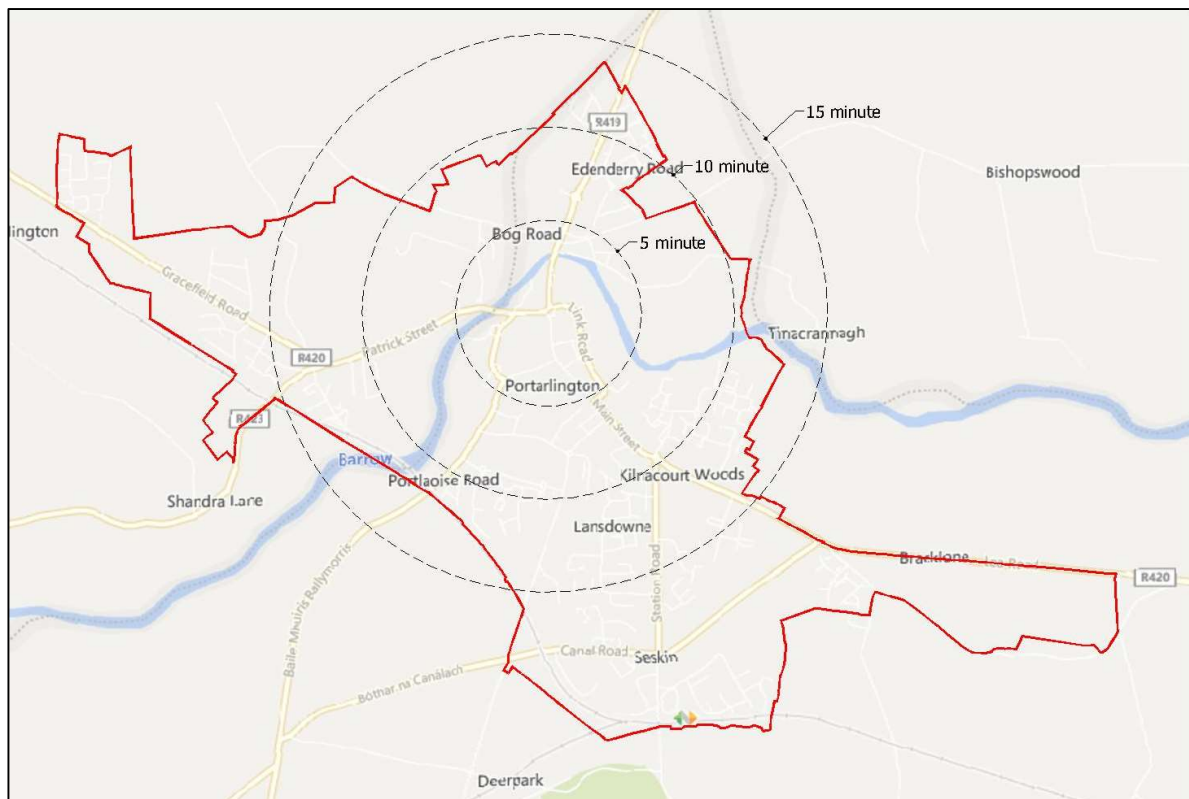 15 minute
R419
Edenderry Road
10 minute
Bishopswood
lington
Bog Road
5 minute
Gracefield Road
Link Road
Tinacrannagh
R420
Patrick Street
Portarlington
Main Street
R423
Barrow
Portlaoise Road
Kilracourt Woods
Shandra Lane
Lansdowne
Bracklone
Lea Road
R420
Station Road
Baile Mhuiris Ballymorris
Canal Road
Seskin
Bóthar na Canálach
Deerpark